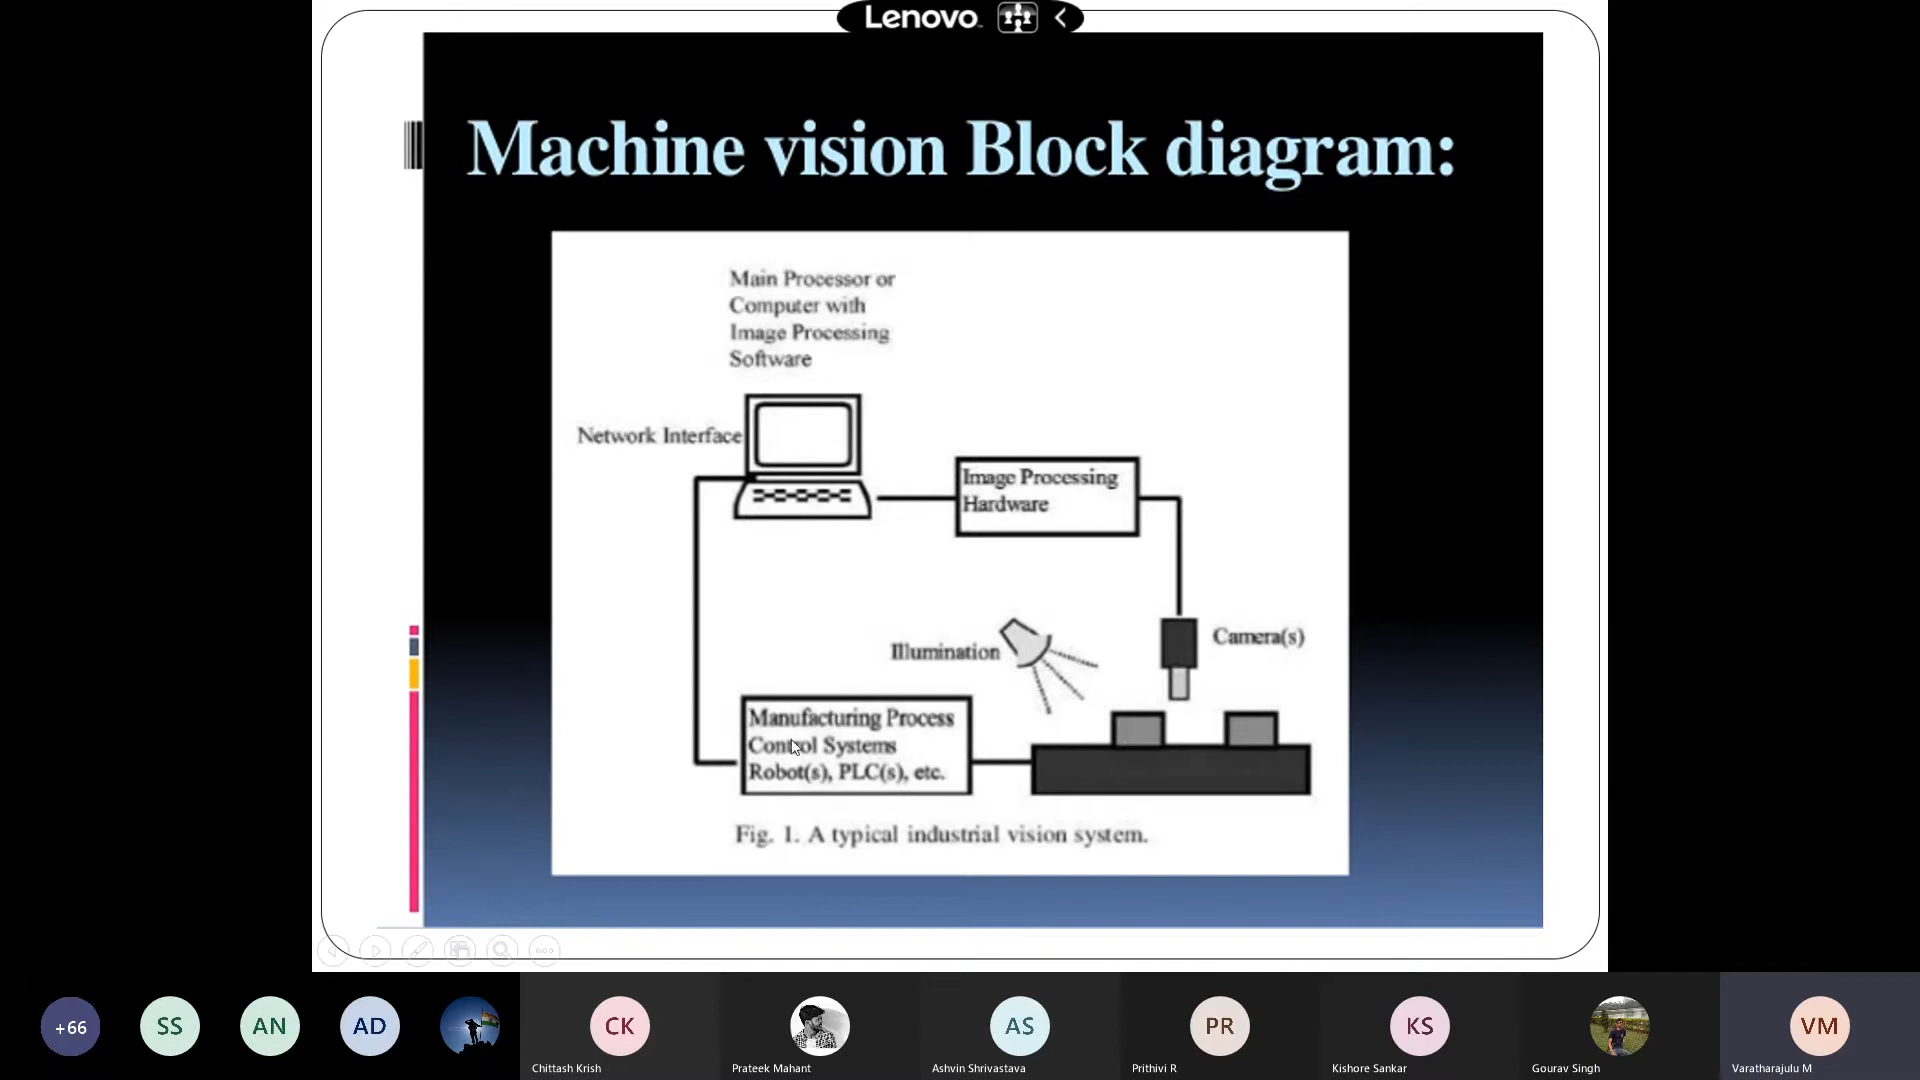 Lenovo
Machine vision Block diagram:
Main Processor or
Computer with
Image Processing
Software
Network Interface
Image Processing
Hardware
Illumination
Camera(s)
Manufacturing Process
Control Systems
Robot(s), PLC(s), etc.
Fig. 1. A typical industrial vision system.
+66
SS
AN
AD
CK
AS
PR
KS
VM
Chittash Krish
Prateek Mahant
Ashvin Shrivastava
Prithivi R
Kishore Sankar
Gourav Singh
Varatharajulu M